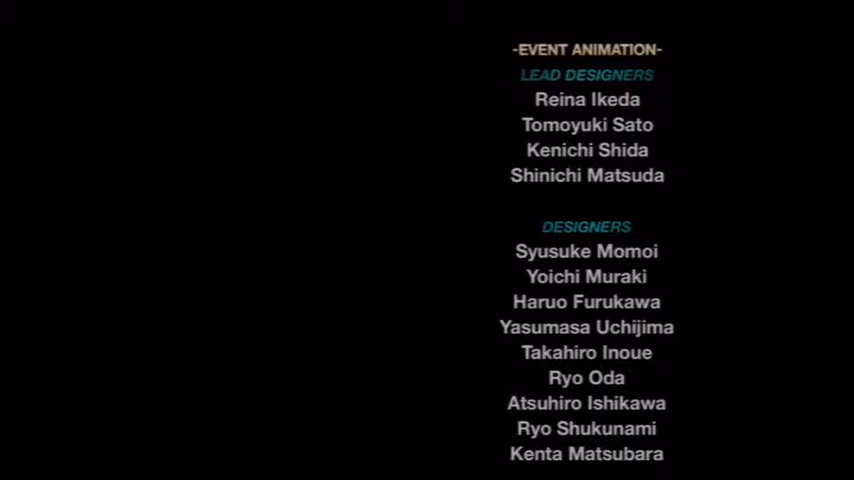 -EVENT ANIMATION-
LEAD DESIGNERS
Reina Ikeda
Tomoyuki Sato
Kenichi Shida
Shinichi Matsuda
DESIGNERS
Syusuke Momoi
Yoichi Muraki
Haruo Furukawa
Yasumasa Uchijima
Takahiro Inoue
Ryo Oda
Atsuhiro Ishikawa
Ryo Shukunami
Kenta Matsubara